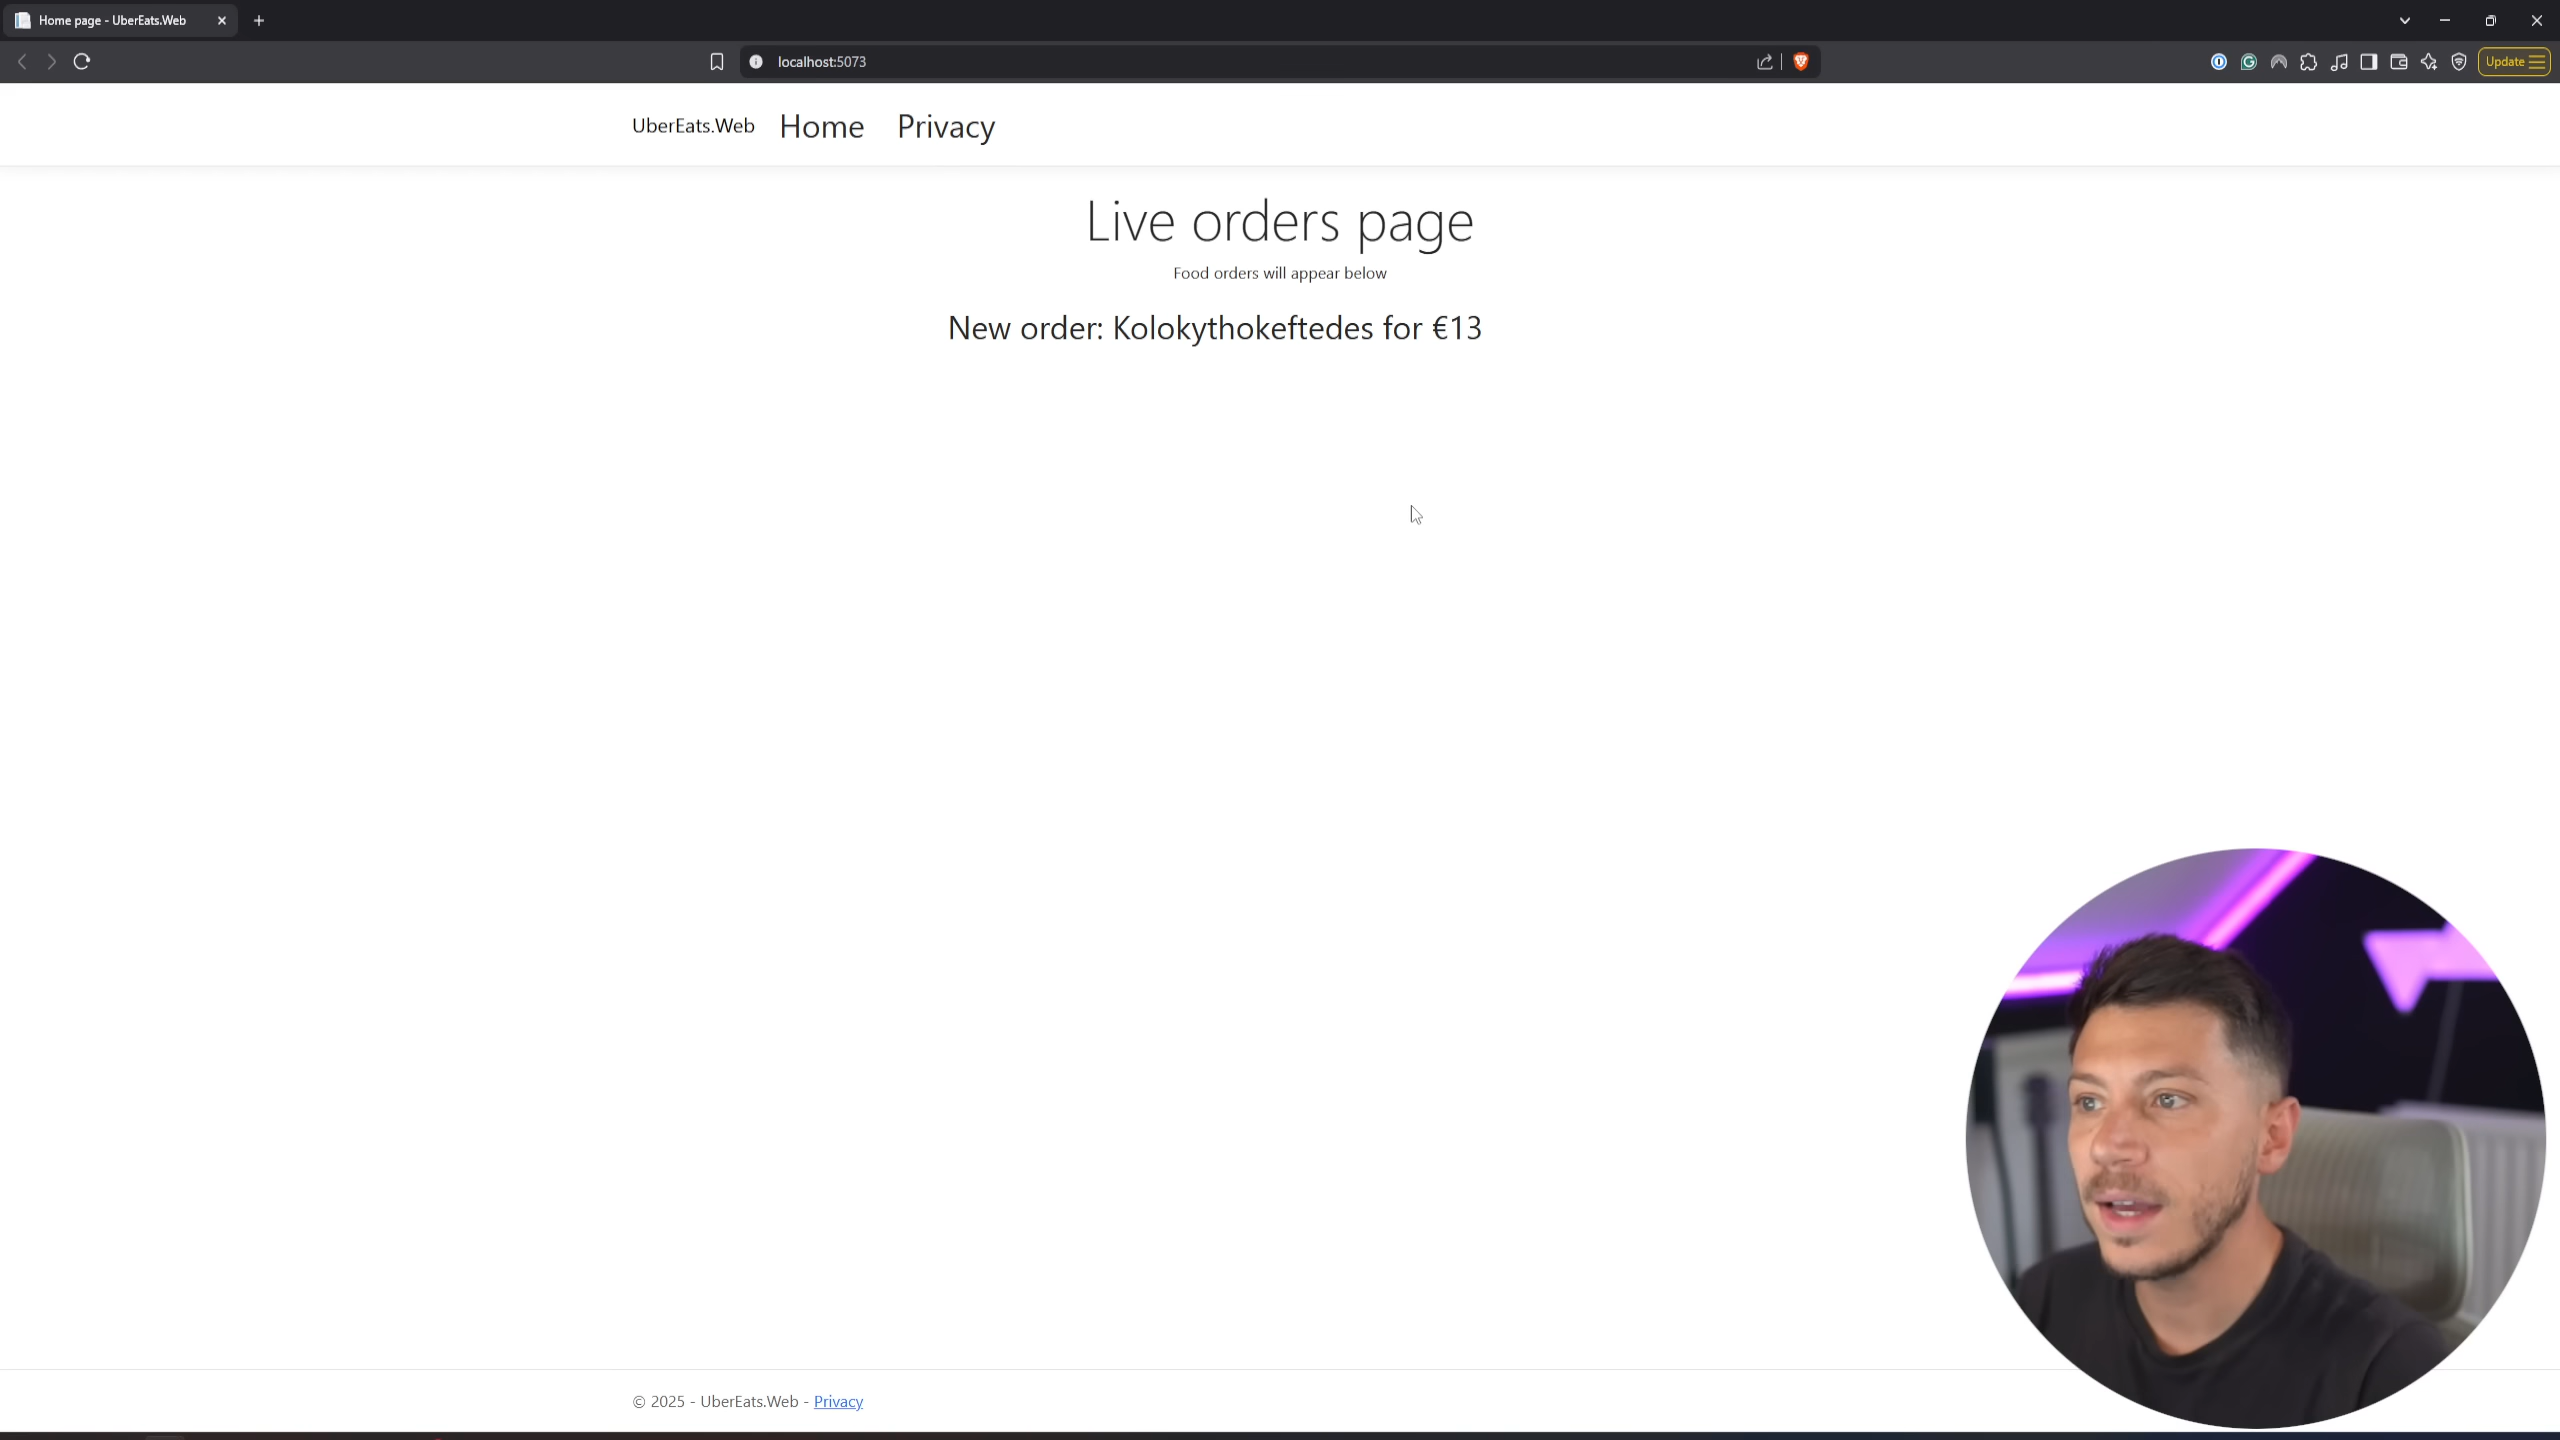 Home page - UberEats.Web
localhost:5073
Update
UberEats.Web Home Privacy
Live orders page
Food orders will appear below
New order: Kolokythokeftedes for €13
© 2025 - UberEats.Web - Privacy